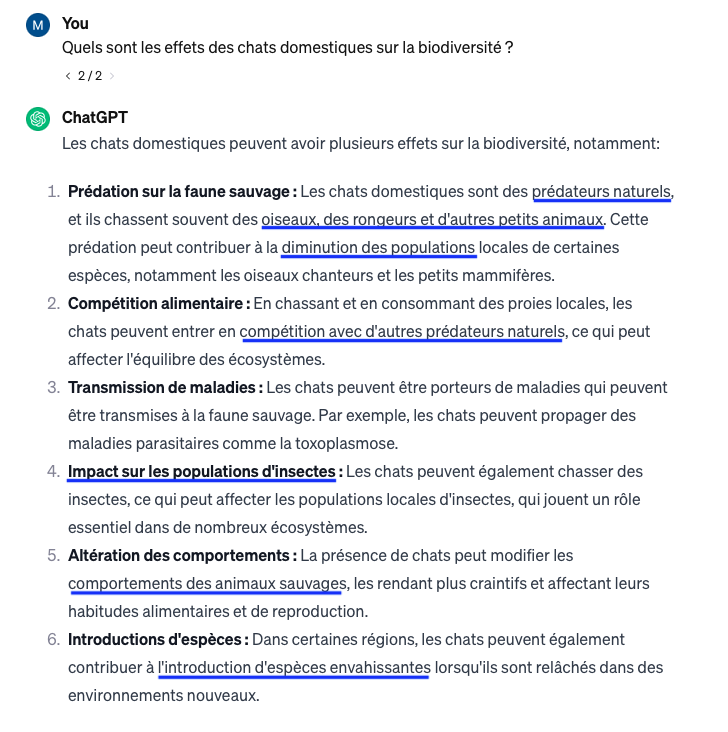 M
You
Quels sont les effets des chats domestiques sur la biodiversité ?
< 2 / 2 >
ChatGPT
Les chats domestiques peuvent avoir plusieurs effets sur la biodiversité, notamment:
1. Prédation sur la faune sauvage : Les chats domestiques sont des prédateurs naturels,
et ils chassent souvent des oiseaux, des rongeurs et d'autres petits animaux. Cette
prédation peut contribuer à la diminution des populations locales de certaines
espèces, notamment les oiseaux chanteurs et les petits mammifères.
2. Compétition alimentaire : En chassant et en consommant des proies locales, les
chats peuvent entrer en compétition avec d'autres prédateurs naturels, ce qui peut
affecter l'équilibre des écosystèmes.
3. Transmission de maladies : Les chats peuvent être porteurs de maladies qui peuvent
être transmises à la faune sauvage. Par exemple, les chats peuvent propager des
maladies parasitaires comme la toxoplasmose.
4. Impact sur les populations d'insectes : Les chats peuvent également chasser des
insectes, ce qui peut affecter les populations locales d'insectes, qui jouent un rôle
essentiel dans de nombreux écosystèmes.
5. Altération des comportements : La présence de chats peut modifier les
comportements des animaux sauvages, les rendant plus craintifs et affectant leurs
habitudes alimentaires et de reproduction.
6. Introductions d'espèces : Dans certaines régions, les chats peuvent également
contribuer à l'introduction d'espèces envahissantes lorsqu'ils sont relâchés dans des
environnements nouveaux.